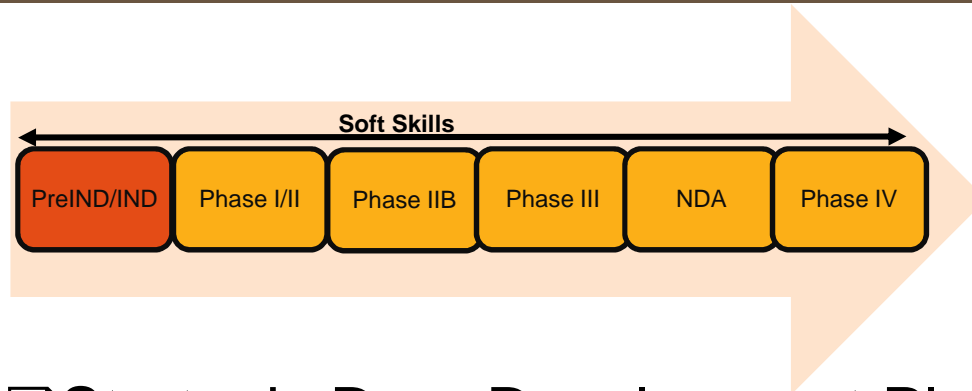 Soft Skills
PreIND/IND
Phase I/II
Phase IIB
Phase III
NDA
Phase IV